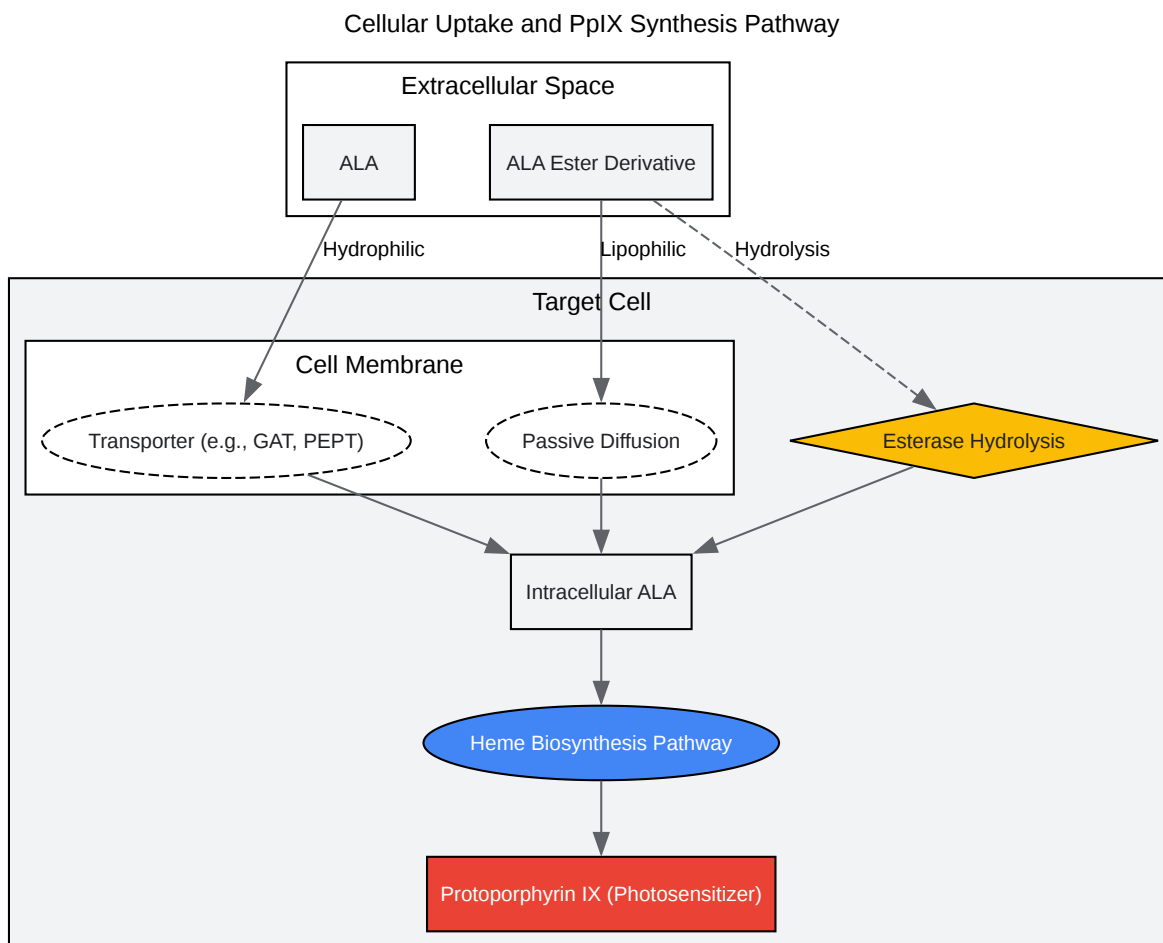 Cellular Uptake and PpIX Synthesis Pathway
Extracellular Space
ALA
ALA Ester Derivative
Hydrophilic
Lipophilic
Hydrolysis
Target Cell
Cell Membrane
Transporter (e.g., GAT, PEPT)
Passive Diffusion
Esterase Hydrolysis
Intracellular ALA
Heme Biosynthesis Pathway
Protoporphyrin IX (Photosensitizer)